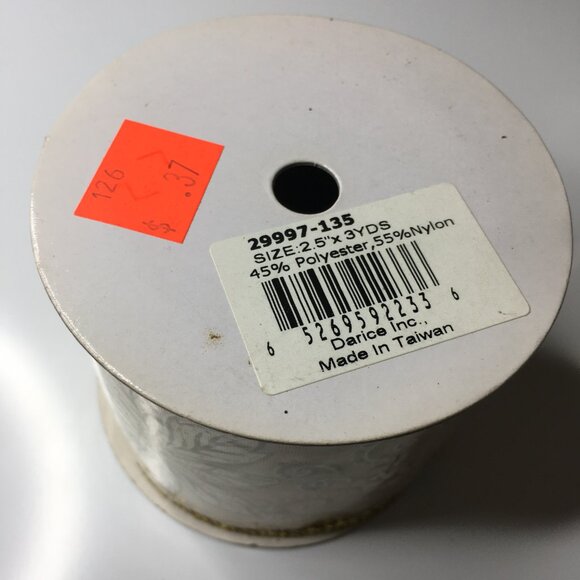 126
.37
29997-135
SIZE:2.5"x 3YDS
45% Polyester,55%Nylon
6 52695 92233 6
Darice Inc.,
Made In Taiwan